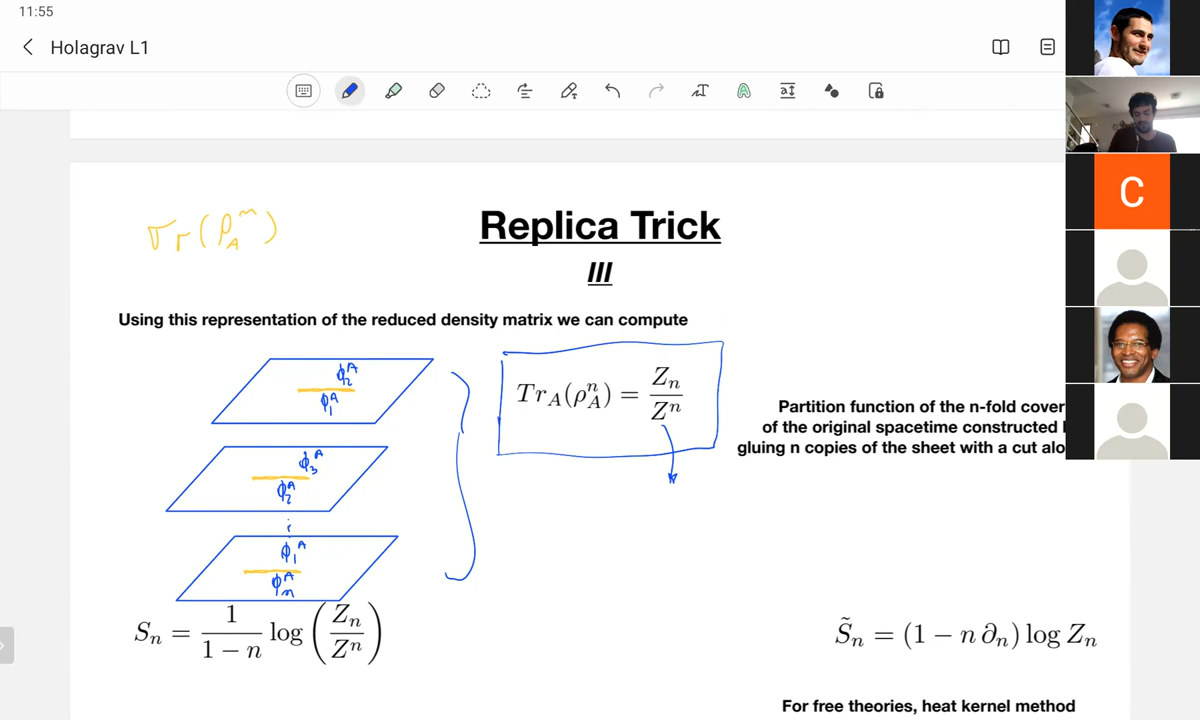 11:55
Holagrav L1
C
Tr(ρ_A^n)
Replica Trick
III
Using this representation of the reduced density matrix we can compute
ϕ_2^A
ϕ_1^A
Tr_A(ρ_A^n) = Z_n / Z^n
Partition function of the n-fold cover
of the original spacetime constructed
gluing n copies of the sheet with a cut alo
ϕ_3^A
ϕ_2^A
⋮
ϕ_1^A
ϕ_n^A
S_n = 1 / (1 − n) log (Z_n / Z^n)
S̃_n = (1 − n ∂_n) log Z_n
For free theories, heat kernel method